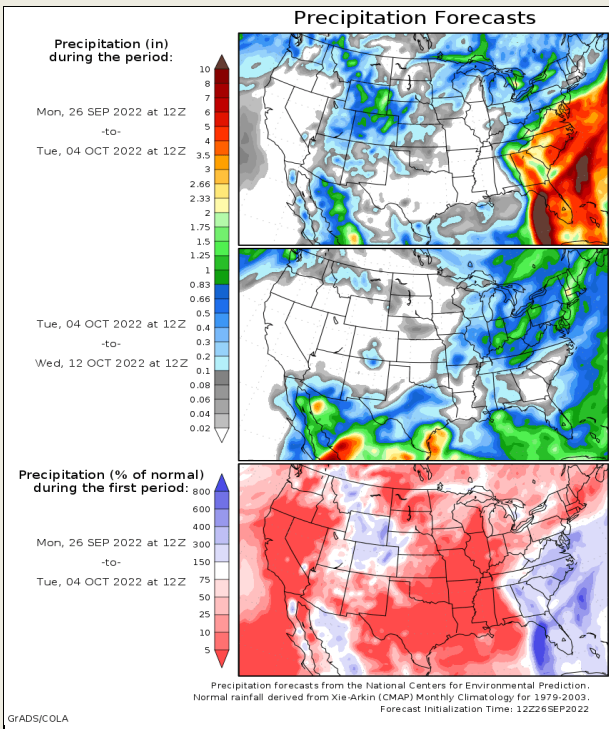 Precipitation Forecasts
Precipitation (in)
during the period:
Mon, 26 SEP 2022 at 12Z
-to-
Tue, 04 OCT 2022 at 12Z
10
8
7
6
5
4
3.5
3
2.66
2.33
2
1.75
1.5
1.25
1
0.83
0.66
0.5
0.4
0.3
0.2
0.1
0.08
0.06
0.04
0.02
Tue, 04 OCT 2022 at 12Z
-to-
Wed, 12 OCT 2022 at 12Z
Precipitation (% of normal)
during the first period:
Mon, 26 SEP 2022 at 12Z
-to-
Tue, 04 OCT 2022 at 12Z
800
600
400
300
150
75
50
25
10
5
Precipitation forecasts from the National Centers for Environmental Prediction.
Normal rainfall derived from Xie-Arkin (CMAP) Monthly Climatology for 1979-2003.
Forecast Initialization Time: 12Z26SEP2022
GrADS/COLA